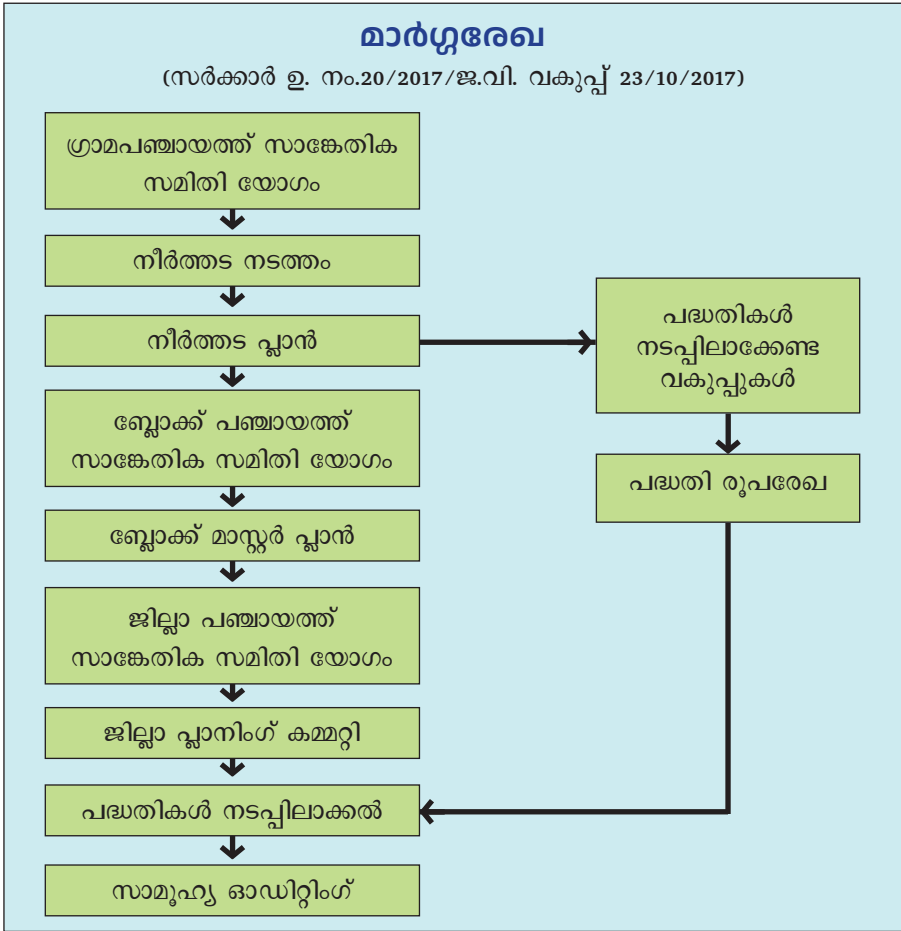 മാർഗ്ഗരേഖ
(സർക്കാർ ഉ. നം.20/2017/ജ.വി. വകുപ്പ് 23/10/2017)
ഗ്രാമപഞ്ചായത്ത് സാങ്കേതിക
സമിതി യോഗം
നീർത്തട നടത്തം
നീർത്തട പ്ലാൻ
ബ്ലോക്ക് പഞ്ചായത്ത്
സാങ്കേതിക സമിതി യോഗം
ബ്ലോക്ക് മാസ്റ്റർ പ്ലാൻ
ജില്ലാ പഞ്ചായത്ത്
സാങ്കേതിക സമിതി യോഗം
ജില്ലാ പ്ലാനിംഗ് കമ്മറ്റി
പദ്ധതികൾ നടപ്പിലാക്കൽ
സാമൂഹ്യ ഓഡിറ്റിംഗ്
പദ്ധതികൾ
നടപ്പിലാക്കേണ്ട
വകുപ്പുകൾ
പദ്ധതി രൂപരേഖ